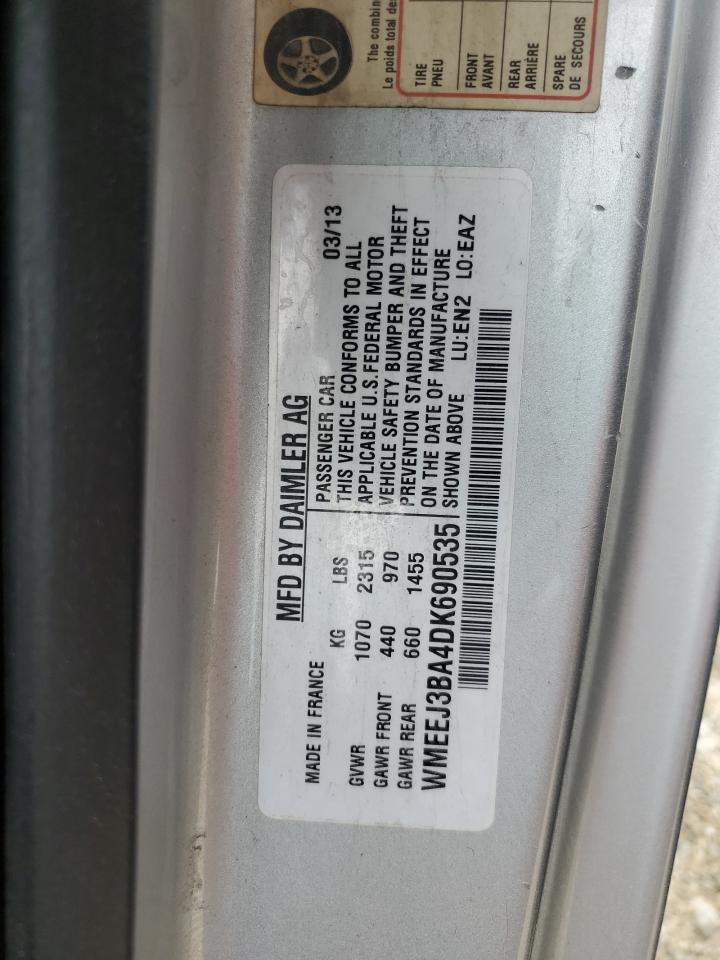 The combin
Le poids total de
TIRE
PNEU
FRONT
AVANT
REAR
ARRIÈRE
SPARE
DE SECOURS
MFD BY DAIMLER AG
MADE IN FRANCE
KG LBS
GVWR 1070 2315
GAWR FRONT 440 970
GAWR REAR 660 1455
PASSENGER CAR 03/13
THIS VEHICLE CONFORMS TO ALL
APPLICABLE U.S.FEDERAL MOTOR
VEHICLE SAFETY BUMPER AND THEFT
PREVENTION STANDARDS IN EFFECT
ON THE DATE OF MANUFACTURE
SHOWN ABOVE LU:EN2 LO:EAZ
WMEEJ3BA4DK690535